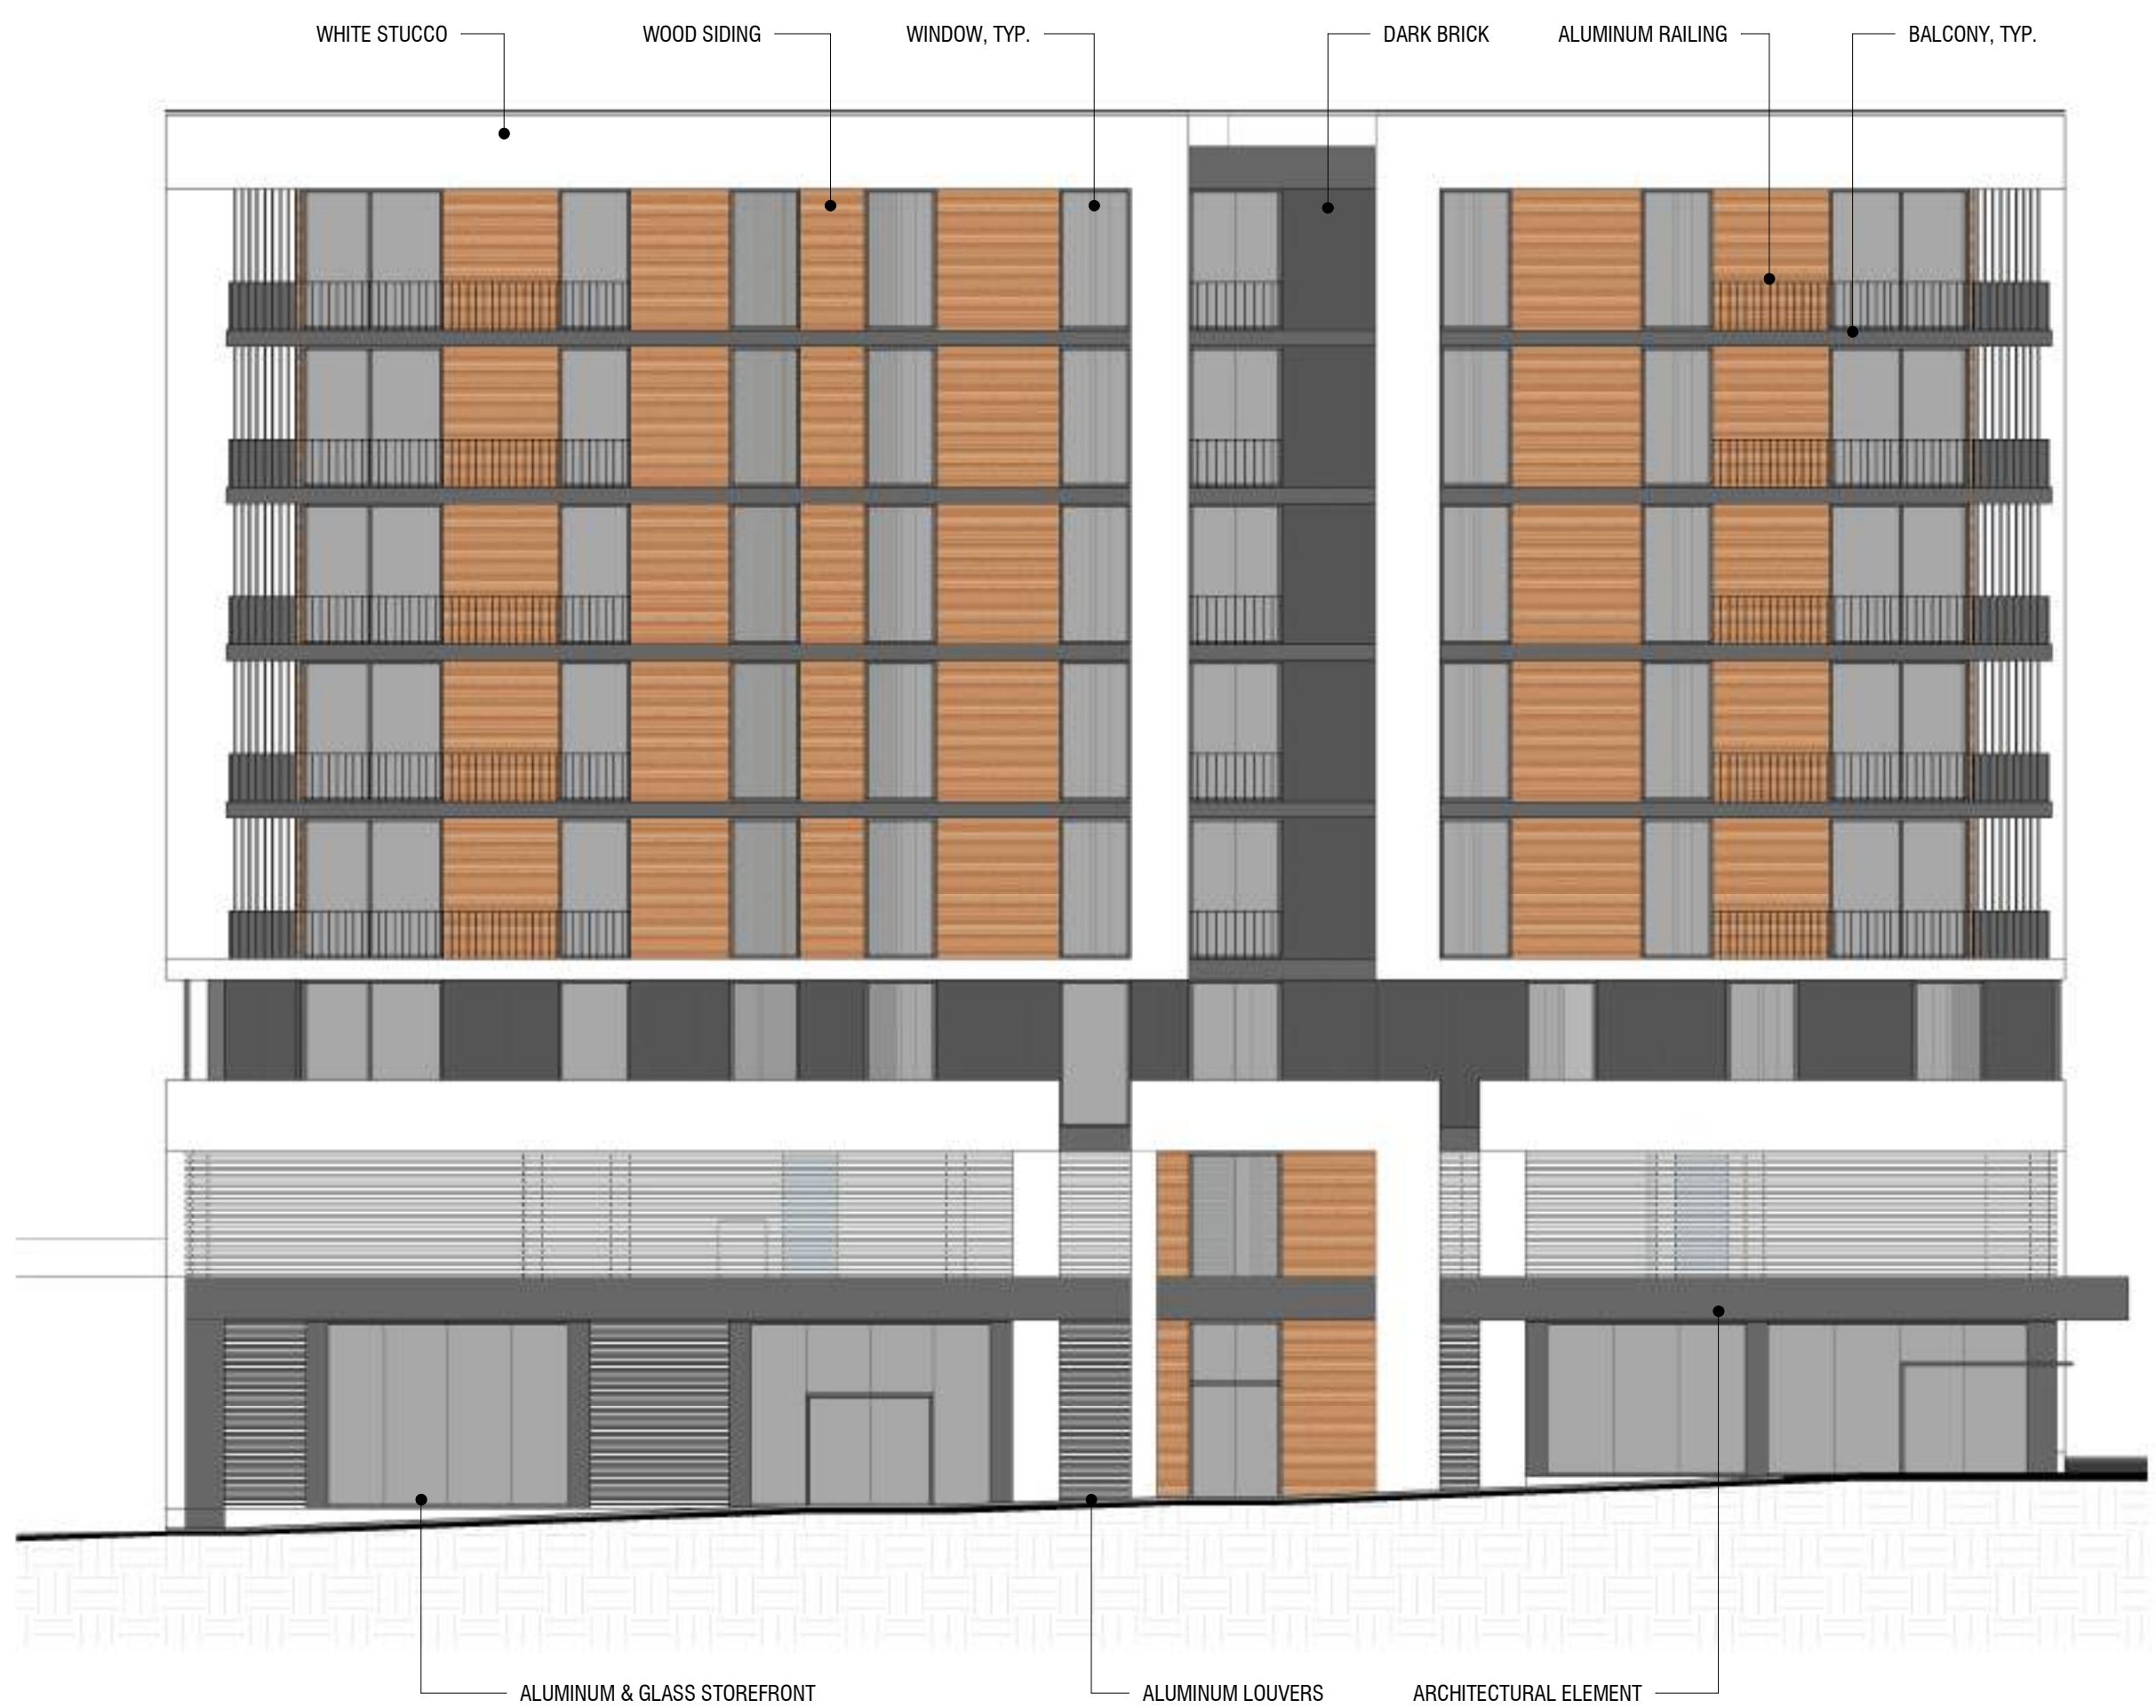 WHITE STUCCO
WOOD SIDING
WINDOW, TYP.
DARK BRICK
ALUMINUM RAILING
BALCONY, TYP.
ALUMINUM & GLASS STOREFRONT
ALUMINUM LOUVERS
ARCHITECTURAL ELEMENT